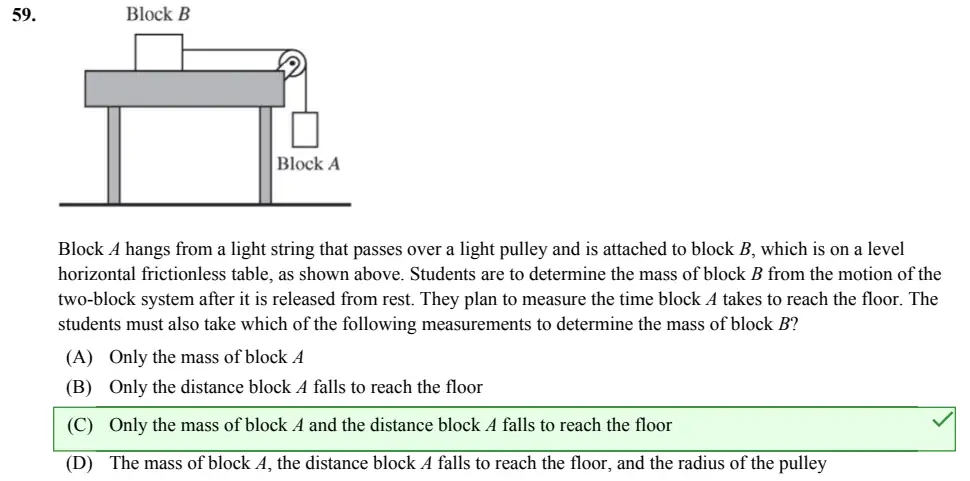 59.
Block B
Block A
Block A hangs from a light string that passes over a light pulley and is attached to block B, which is on a level
horizontal frictionless table, as shown above. Students are to determine the mass of block B from the motion of the
two-block system after it is released from rest. They plan to measure the time block A takes to reach the floor. The
students must also take which of the following measurements to determine the mass of block B?
(A) Only the mass of block A
(B) Only the distance block A falls to reach the floor
(C) Only the mass of block A and the distance block A falls to reach the floor
(D) The mass of block A, the distance block A falls to reach the floor, and the radius of the pulley